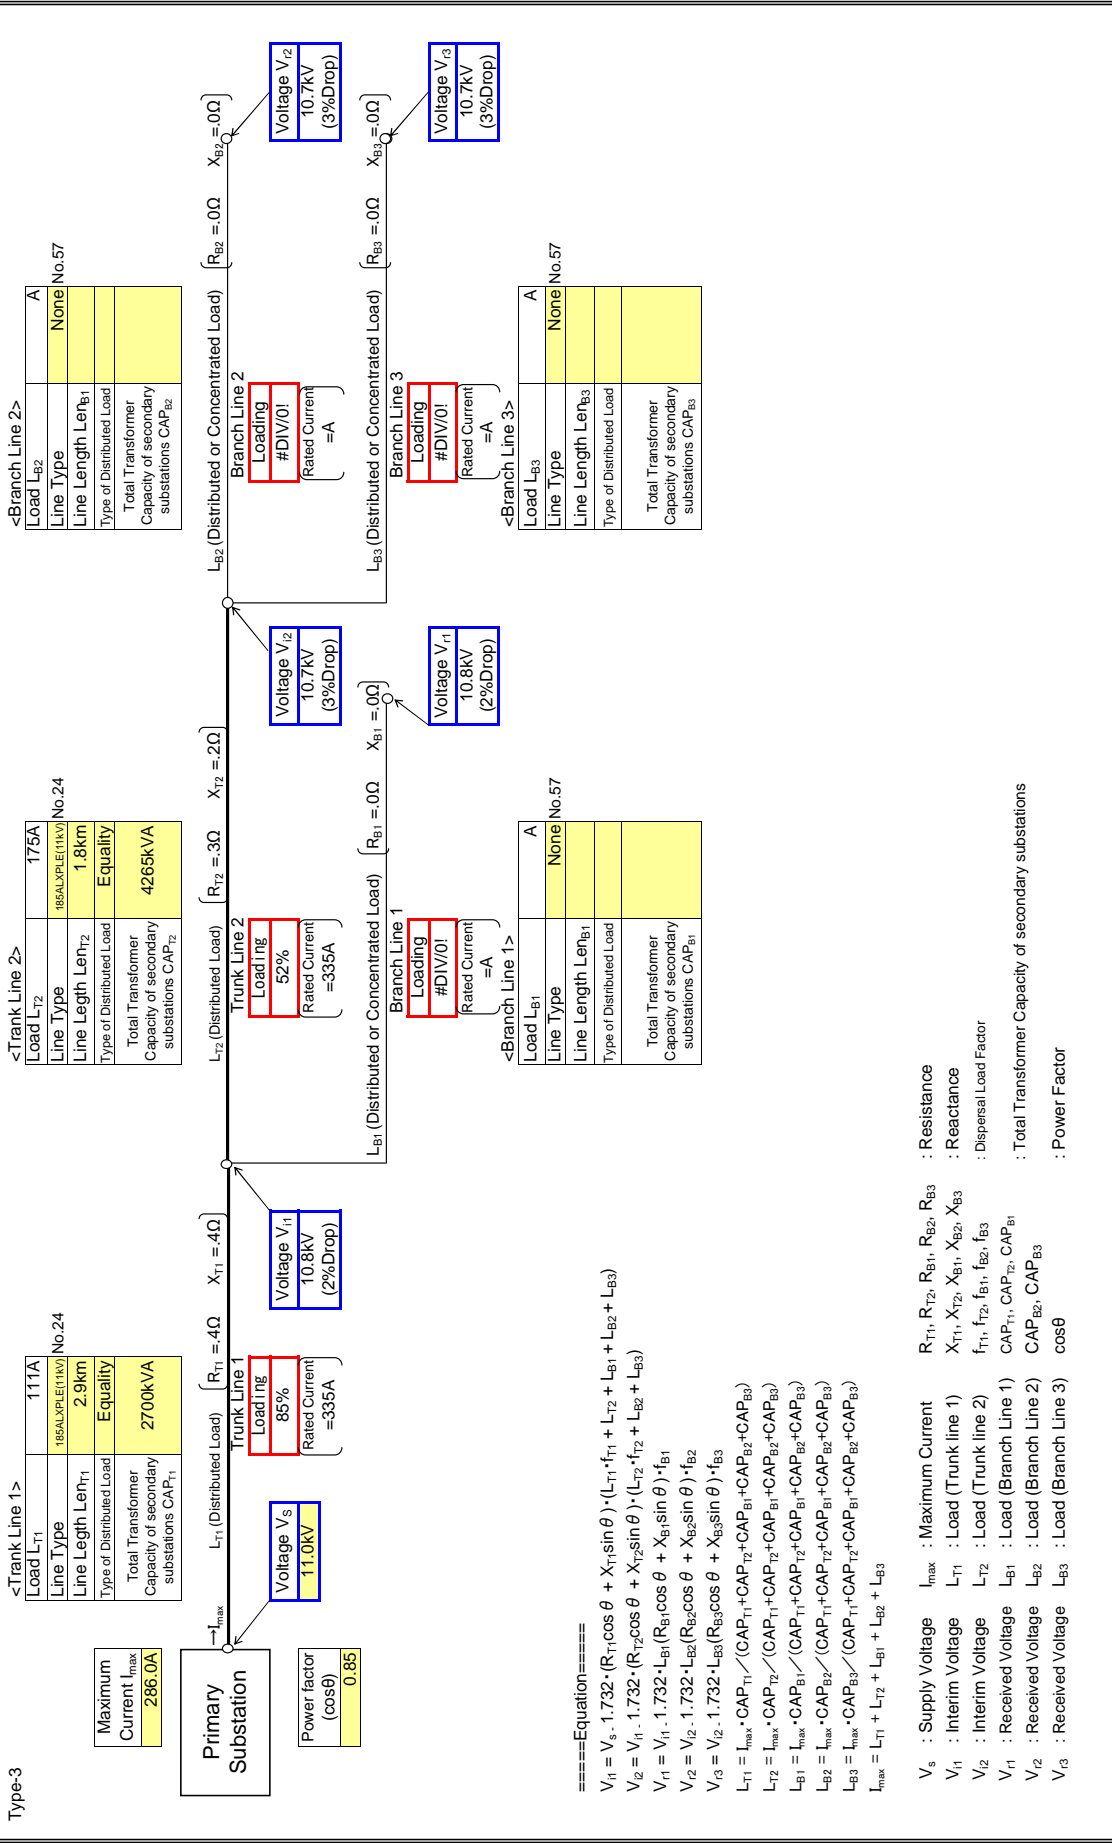 Type-3
Maximum
Current Imax
286.0A
Primary
Substation
Power factor
(cosθ)
0.85
→Imax
Voltage VS
11.0kV
<Trank Line 1>
Load LT1 111A
Line Type 185ALXPLE(11kV) No.24
Line Legth LenT1 2.9km
Type of Distributed Load Equality
Total Transformer
Capacity of secondary
substations CAPT1 2700kVA
LT1 (Distributed Load) (RT1 =.4Ω XT1 =.4Ω)
Trunk Line 1
Loading
85%
(Rated Current
=335A)
Voltage Vi1
10.8kV
(2%Drop)
<Trank Line 2>
Load LT2 175A
Line Type 185ALXPLE(11kV) No.24
Line Legth LenT2 1.8km
Type of Distributed Load Equality
Total Transformer
Capacity of secondary
substations CAPT2 4265kVA
LT2 (Distributed Load) (RT2 =.3Ω XT2 =.2Ω)
Trunk Line 2
Loading
52%
(Rated Current
=335A)
Voltage Vi2
10.7kV
(3%Drop)
LB1 (Distributed or Concentrated Load) (RB1 =.0Ω XB1 =.0Ω)
Branch Line 1
Loading
#DIV/0!
(Rated Current
=A)
Voltage Vr1
10.8kV
(2%Drop)
<Branch Line 1>
Load LB1 A
Line Type None No.57
Line Length LenB1
Type of Distributed Load
Total Transformer
Capacity of secondary
substations CAPB1
<Branch Line 2>
Load LB2 A
Line Type None No.57
Line Length LenB1
Type of Distributed Load
Total Transformer
Capacity of secondary
substations CAPB2
LB2 (Distributed or Concentrated Load) (RB2 =.0Ω XB2 =.0Ω)
Branch Line 2
Loading
#DIV/0!
(Rated Current
=A)
Voltage Vr2
10.7kV
(3%Drop)
LB3 (Distributed or Concentrated Load) (RB3 =.0Ω XB3 =.0Ω)
Branch Line 3
Loading
#DIV/0!
(Rated Current
=A)
Voltage Vr3
10.7kV
(3%Drop)
<Branch Line 3>
Load LB3 A
Line Type None No.57
Line Length LenB3
Type of Distributed Load
Total Transformer
Capacity of secondary
substations CAPB3
=====Equation=====
Vi1 = Vs - 1.732・(RT1cos θ + XT1sin θ)・(LT1・fT1 + LT2 + LB1 + LB2 + LB3)
Vi2 = Vi1 - 1.732・(RT2cos θ + XT2sin θ)・(LT2・fT2 + LB2 + LB3)
Vr1 = Vi1 - 1.732・LB1(RB1cos θ + XB1sin θ)・fB1
Vr2 = Vi2 - 1.732・LB2(RB2cos θ + XB2sin θ)・fB2
Vr3 = Vi2 - 1.732・LB3(RB3cos θ + XB3sin θ)・fB3
LT1 = Imax・CAPT1／(CAPT1+CAPT2+CAPB1+CAPB2+CAPB3)
LT2 = Imax・CAPT2／(CAPT1+CAPT2+CAPB1+CAPB2+CAPB3)
LB1 = Imax・CAPB1／(CAPT1+CAPT2+CAPB1+CAPB2+CAPB3)
LB2 = Imax・CAPB2／(CAPT1+CAPT2+CAPB1+CAPB2+CAPB3)
LB3 = Imax・CAPB3／(CAPT1+CAPT2+CAPB1+CAPB2+CAPB3)
Imax = LT1 + LT2 + LB1 + LB2 + LB3
Vs : Supply Voltage Imax : Maximum Current RT1, RT2, RB1, RB2, RB3 : Resistance
Vi1 : Interim Voltage LT1 : Load (Trunk line 1) XT1, XT2, XB1, XB2, XB3 : Reactance
Vi2 : Interim Voltage LT2 : Load (Trunk line 2) fT1, fT2, fB1, fB2, fB3 : Dispersal Load Factor
Vr1 : Received Voltage LB1 : Load (Branch Line 1) CAPT1, CAPT2, CAPB1
Vr2 : Received Voltage LB2 : Load (Branch Line 2) CAPB2, CAPB3 : Total Transformer Capacity of secondary substations
Vr3 : Received Voltage LB3 : Load (Branch Line 3) cosθ : Power Factor